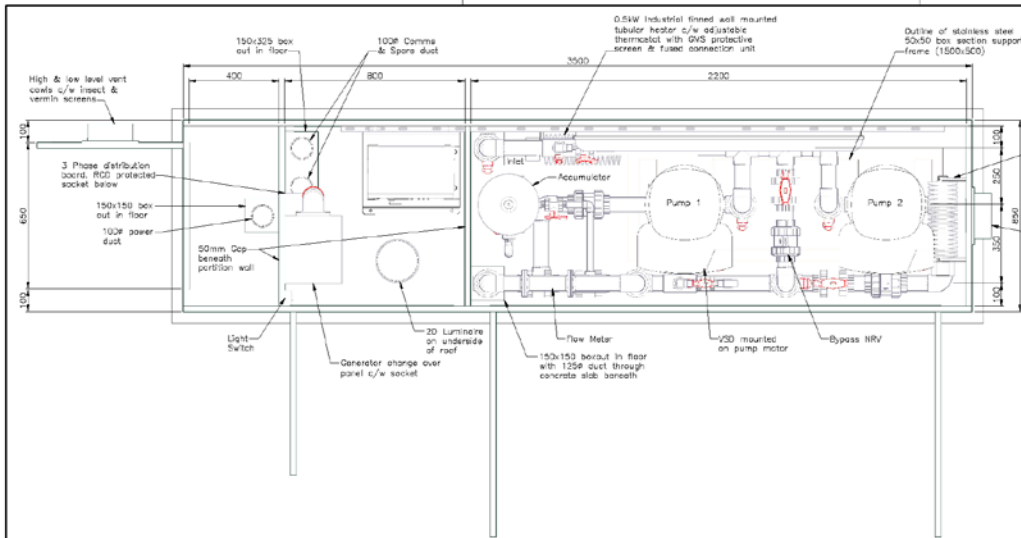 0.5kW Industrial finned wall mounted
tubular heater c/w adjustable
thermostat with GMS protective
screen & fused connection unit
Outline of stainless steel
50x50 box section support
frame (1500x500)
150x325 box
out in floor
100ø Comms
& Spare duct
High & low level vent
cowls c/w insect &
vermin screens
3500
400
800
2200
100
650
100
3 Phase distribution
board, RCD protected
socket below
150x150 box
out in floor
100ø power
duct
50mm Gap
beneath
partition wall
Inlet
Accumulator
Pump 1
Pump 2
100
250
350
100
850
Light
Switch
Generator change over
panel c/w socket
2D Luminaire
on underside
of roof
Flow Meter
150x150 boxout in floor
with 125ø duct through
concrete slab beneath
VSD mounted
on pump motor
Bypass NRV